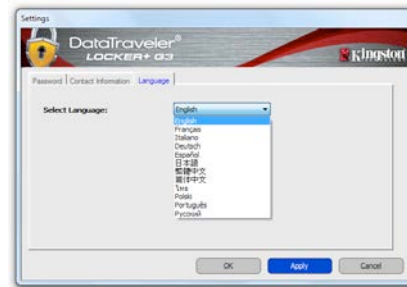 Settings
DataTraveler®
LOCKER+ G3
Kingston
Password Contact Information Language
Select Language: English
English
Français
Italiano
Deutsch
Español
日本語
繁體中文
简体中文
ไทย
Polski
Português
Русский
OK Apply Cancel